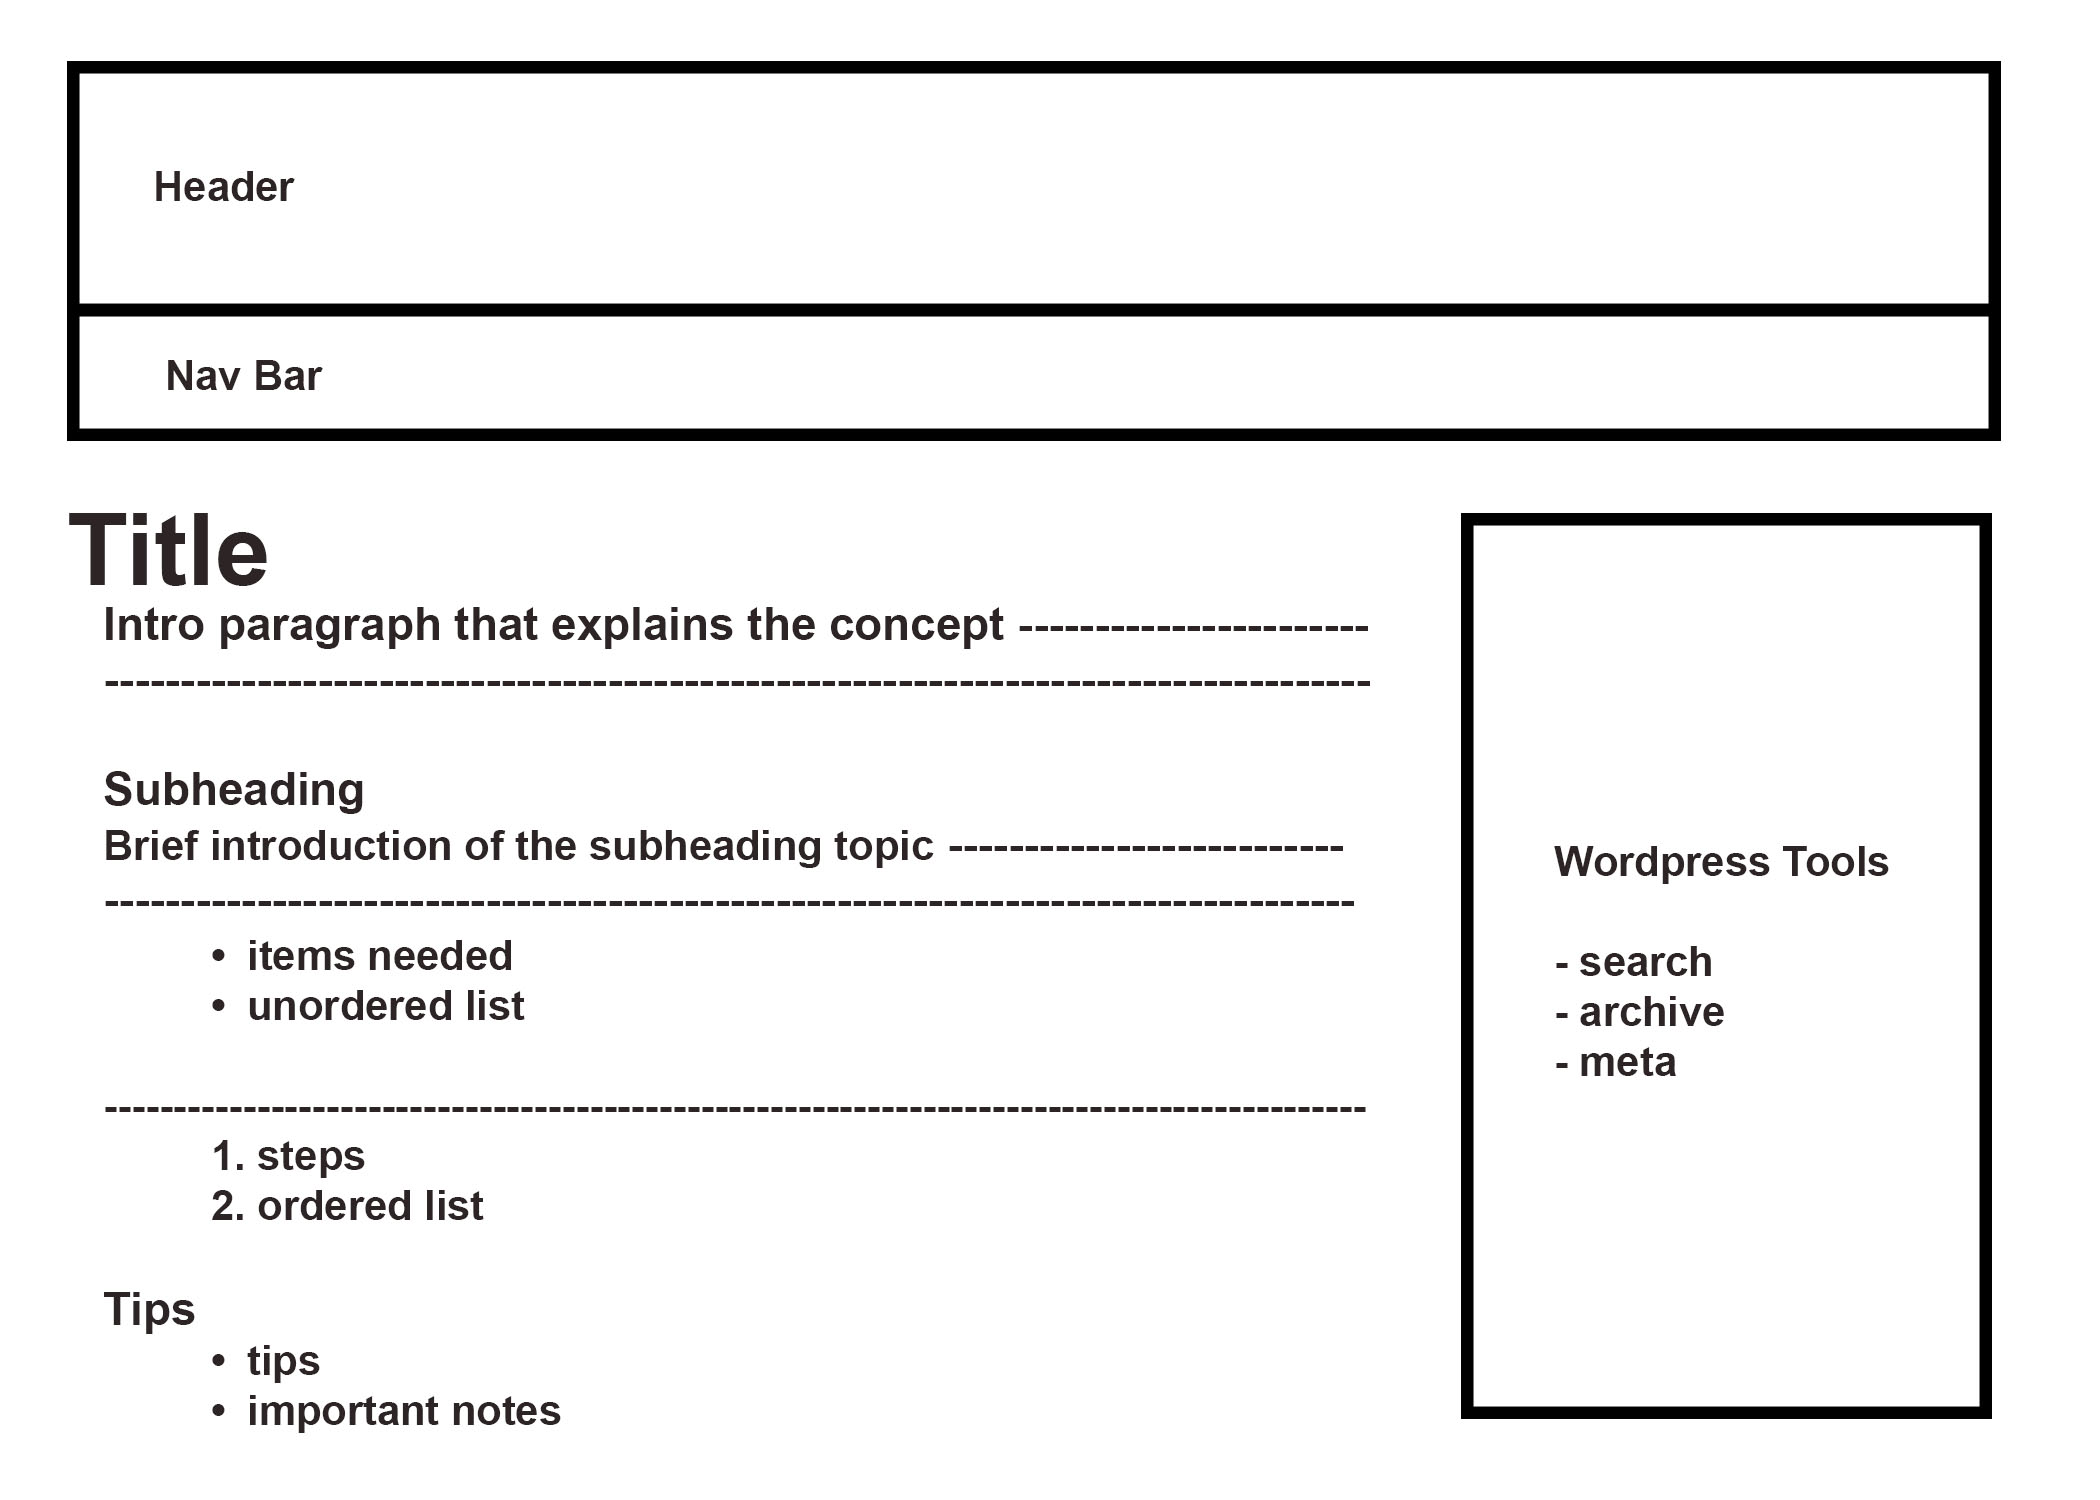 Header
Nav Bar
Title
Intro paragraph that explains the concept -----------------------
-----------------------------------------------------------------------------------
Subheading
Brief introduction of the subheading topic --------------------------
----------------------------------------------------------------------------------
• items needed
• unordered list
-------------------------------------------------------------------------------------------
1. steps
2. ordered list
Tips
• tips
• important notes
Wordpress Tools
- search
- archive
- meta